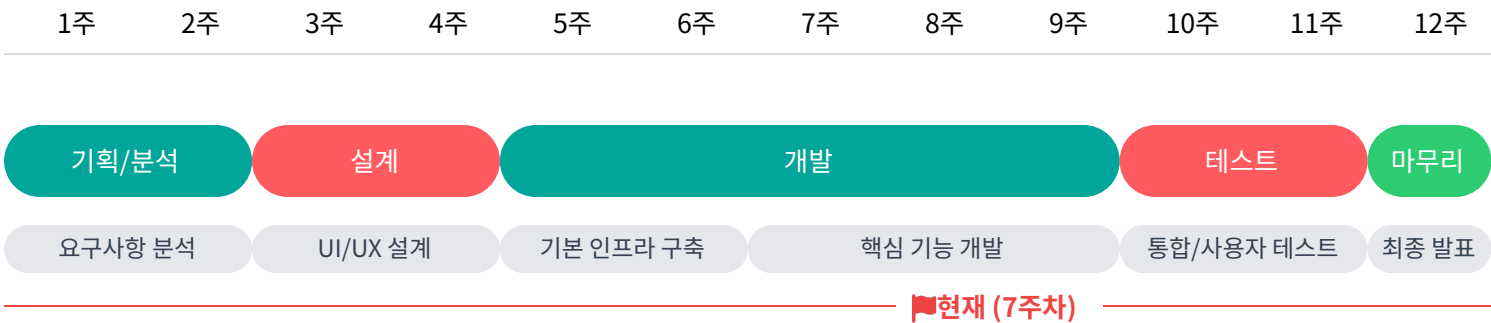 1주 2주 3주 4주 5주 6주 7주 8주 9주 10주 11주 12주
기획/분석 설계 개발 테스트 마무리
요구사항 분석 UI/UX 설계 기본 인프라 구축 핵심 기능 개발 통합/사용자 테스트 최종 발표
현재 (7주차)